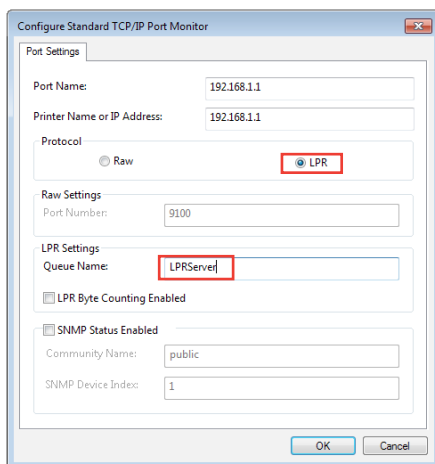 Configure Standard TCP/IP Port Monitor
Port Settings
Port Name: 192.168.1.1
Printer Name or IP Address: 192.168.1.1
Protocol
Raw LPR
Raw Settings
Port Number: 9100
LPR Settings
Queue Name: LPRServer
LPR Byte Counting Enabled
SNMP Status Enabled
Community Name: public
SNMP Device Index: 1
OK Cancel